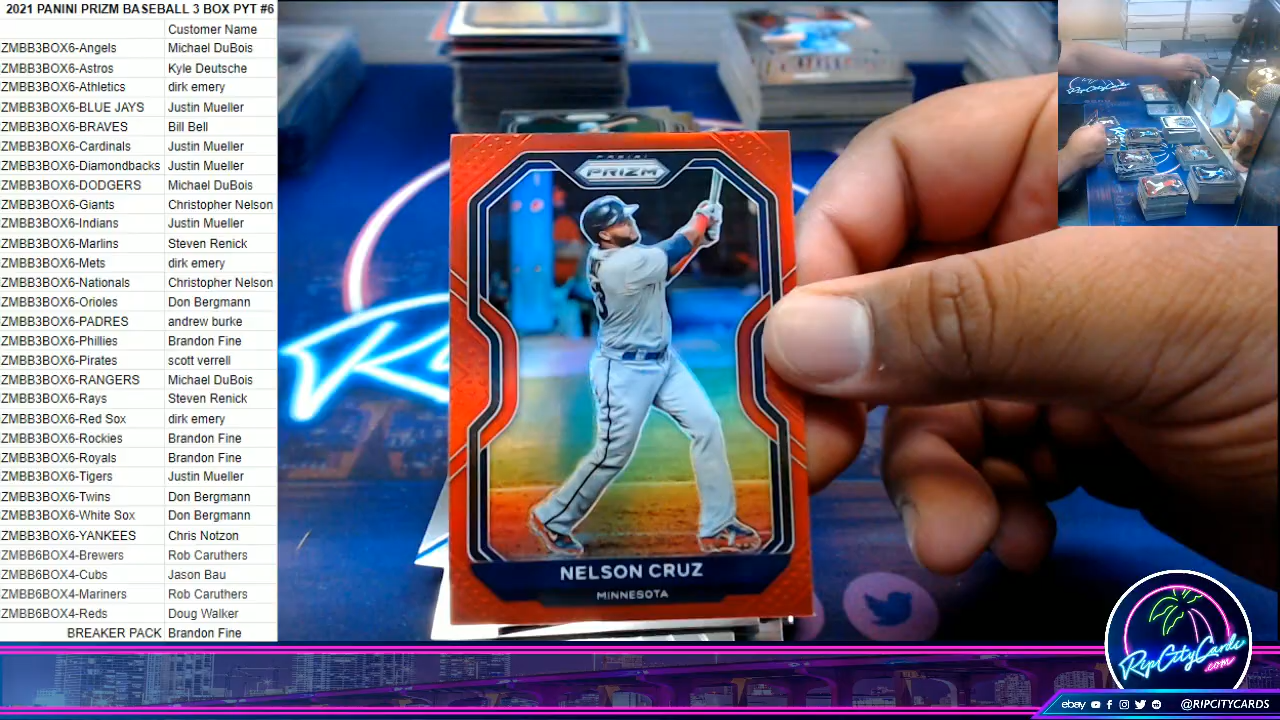 2021 PANINI PRIZM BASEBALL 3 BOX PYT #6
Customer Name
ZMBB3BOX6-Angels Michael DuBois
ZMBB3BOX6-Astros Kyle Deutsche
ZMBB3BOX6-Athletics dirk emery
ZMBB3BOX6-BLUE JAYS Justin Mueller
ZMBB3BOX6-BRAVES Bill Bell
ZMBB3BOX6-Cardinals Justin Mueller
ZMBB3BOX6-Diamondbacks Justin Mueller
ZMBB3BOX6-DODGERS Michael DuBois
ZMBB3BOX6-Giants Christopher Nelson
ZMBB3BOX6-Indians Justin Mueller
ZMBB3BOX6-Marlins Steven Renick
ZMBB3BOX6-Mets dirk emery
ZMBB3BOX6-Nationals Christopher Nelson
ZMBB3BOX6-Orioles Don Bergmann
ZMBB3BOX6-PADRES andrew burke
ZMBB3BOX6-Phillies Brandon Fine
ZMBB3BOX6-Pirates scott verrell
ZMBB3BOX6-RANGERS Michael DuBois
ZMBB3BOX6-Rays Steven Renick
ZMBB3BOX6-Red Sox dirk emery
ZMBB3BOX6-Rockies Brandon Fine
ZMBB3BOX6-Royals Brandon Fine
ZMBB3BOX6-Tigers Justin Mueller
ZMBB3BOX6-Twins Don Bergmann
ZMBB3BOX6-White Sox Don Bergmann
ZMBB3BOX6-YANKEES Chris Notzon
ZMBB6BOX4-Brewers Rob Caruthers
ZMBB6BOX4-Cubs Jason Bau
ZMBB6BOX4-Mariners Rob Caruthers
ZMBB6BOX4-Reds Doug Walker
BREAKER PACK Brandon Fine
PANINI
PRIZM
NELSON CRUZ
MINNESOTA
RipCityCards
.com
ebay @RIPCITYCARDS